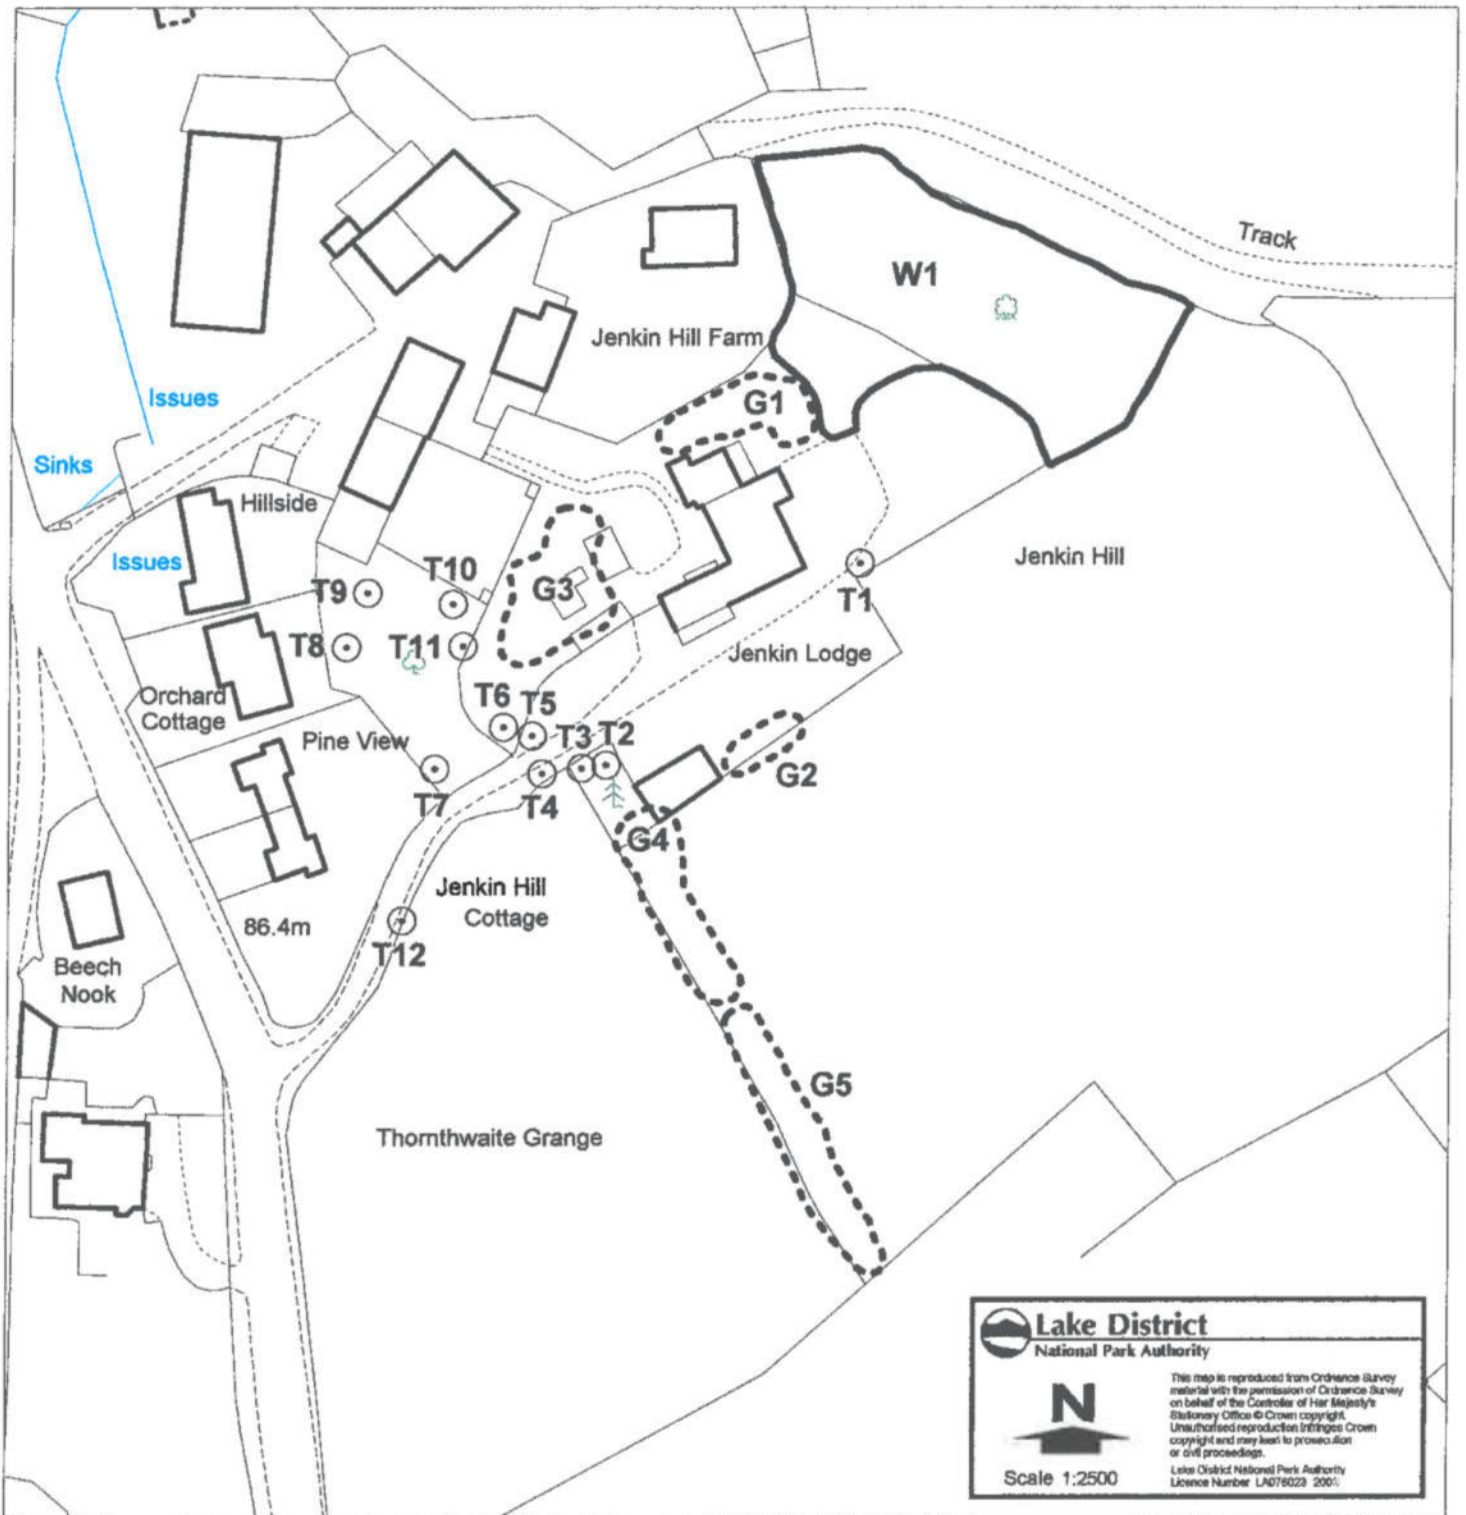 Track
W1
Jenkin Hill Farm
Issues
G1
Sinks
Hillside
Issues
Jenkin Hill
T10
T9
G3
T1
T8
T11
Jenkin Lodge
Orchard
Cottage
T6
T5
Pine View
T3
T2
G2
T7
T4
G4
Jenkin Hill
Cottage
86.4m
T12
Beech
Nook
G5
Thornthwaite Grange
Lake District
National Park Authority
N
Scale 1:2500
This map is reproduced from Ordnance Survey
material with the permission of Ordnance Survey
on behalf of the Controller of Her Majesty's
Stationery Office © Crown copyright.
Unauthorised reproduction infringes Crown
copyright and may lead to prosecution
or civil proceedings.
Lake District National Park Authority
Licence Number LA076023